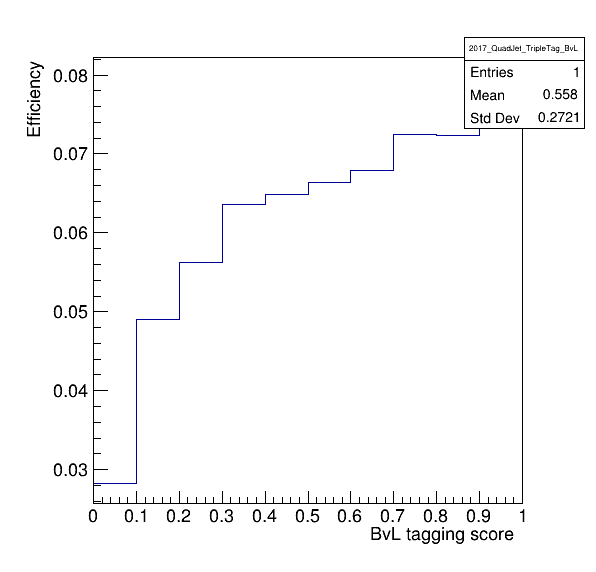 2017_QuadJet_TripleTag_BvL
Entries 1
Mean 0.558
Std Dev 0.2721
Efficiency
0.08
0.07
0.06
0.05
0.04
0.03
0 0.1 0.2 0.3 0.4 0.5 0.6 0.7 0.8 0.9 1
BvL tagging score